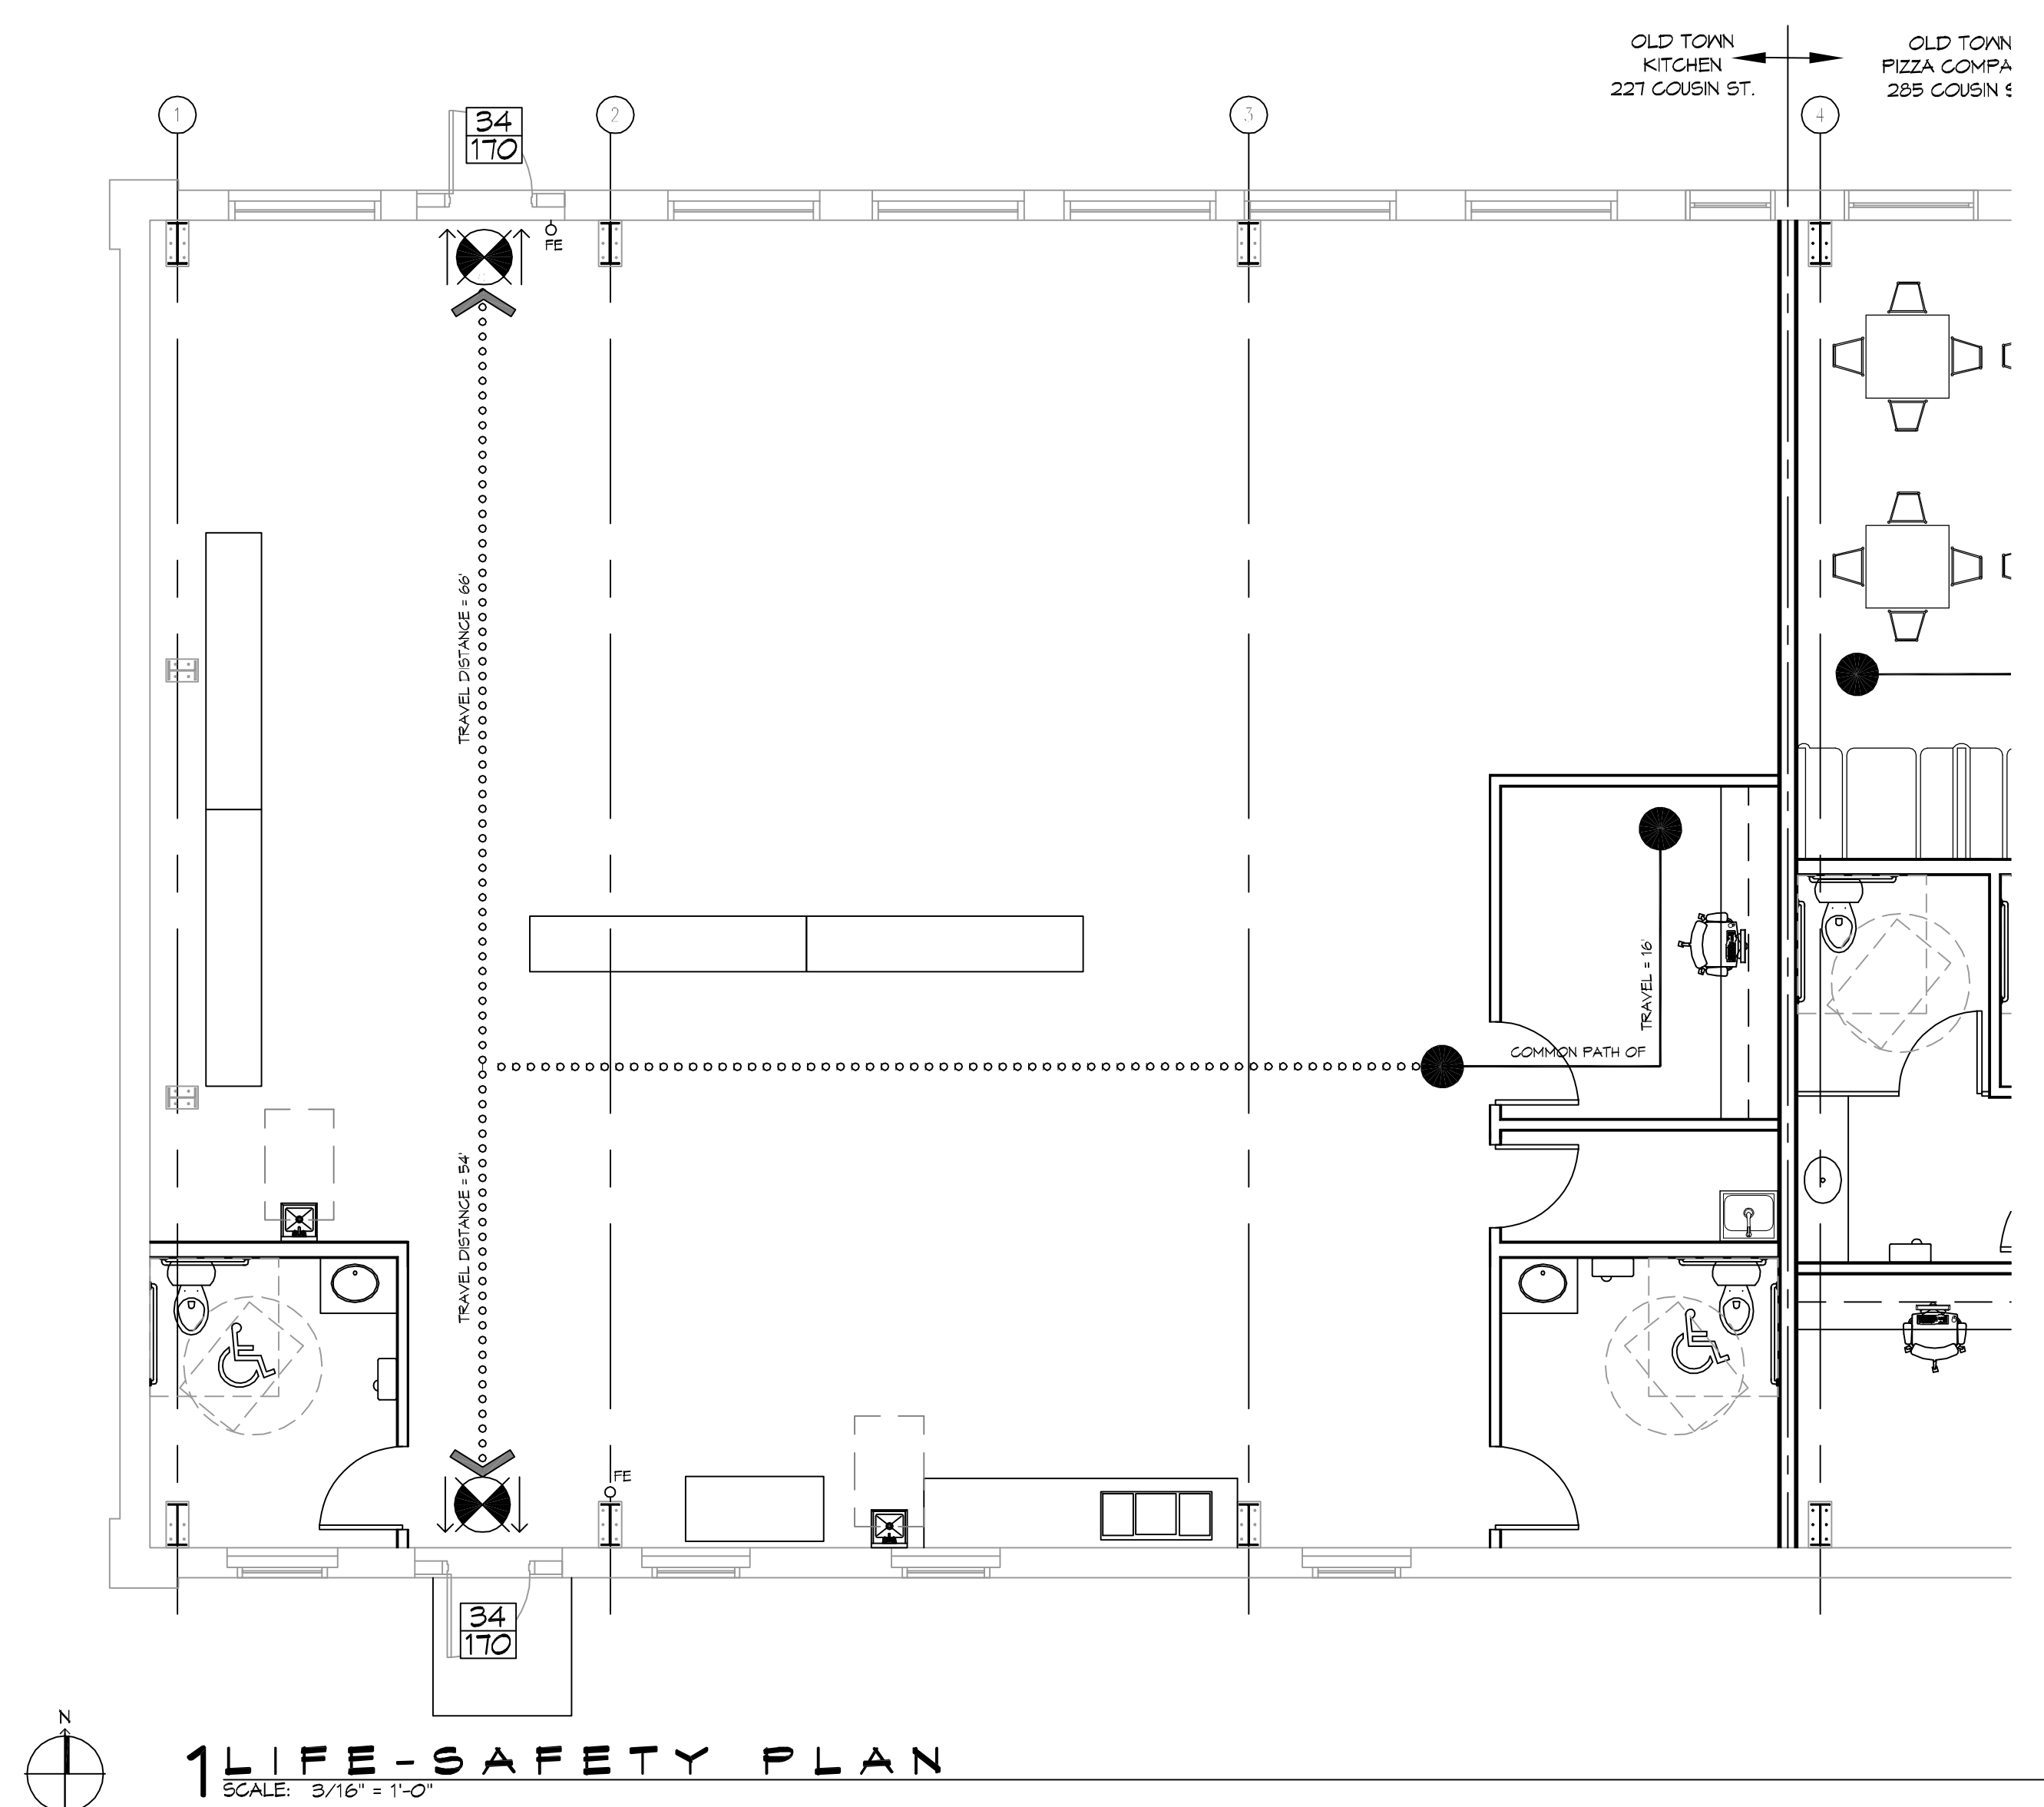 OLD TOWN
KITCHEN
227 COUSIN ST.
OLD TOWN
PIZZA COMPA
285 COUSIN S
1
2
3
4
34
170
FE
TRAVEL DISTANCE = 66'
TRAVEL = 16'
COMMON PATH OF
TRAVEL DISTANCE = 54'
FE
34
170
N
1 LIFE-SAFETY PLAN
SCALE: 3/16" = 1'-0"